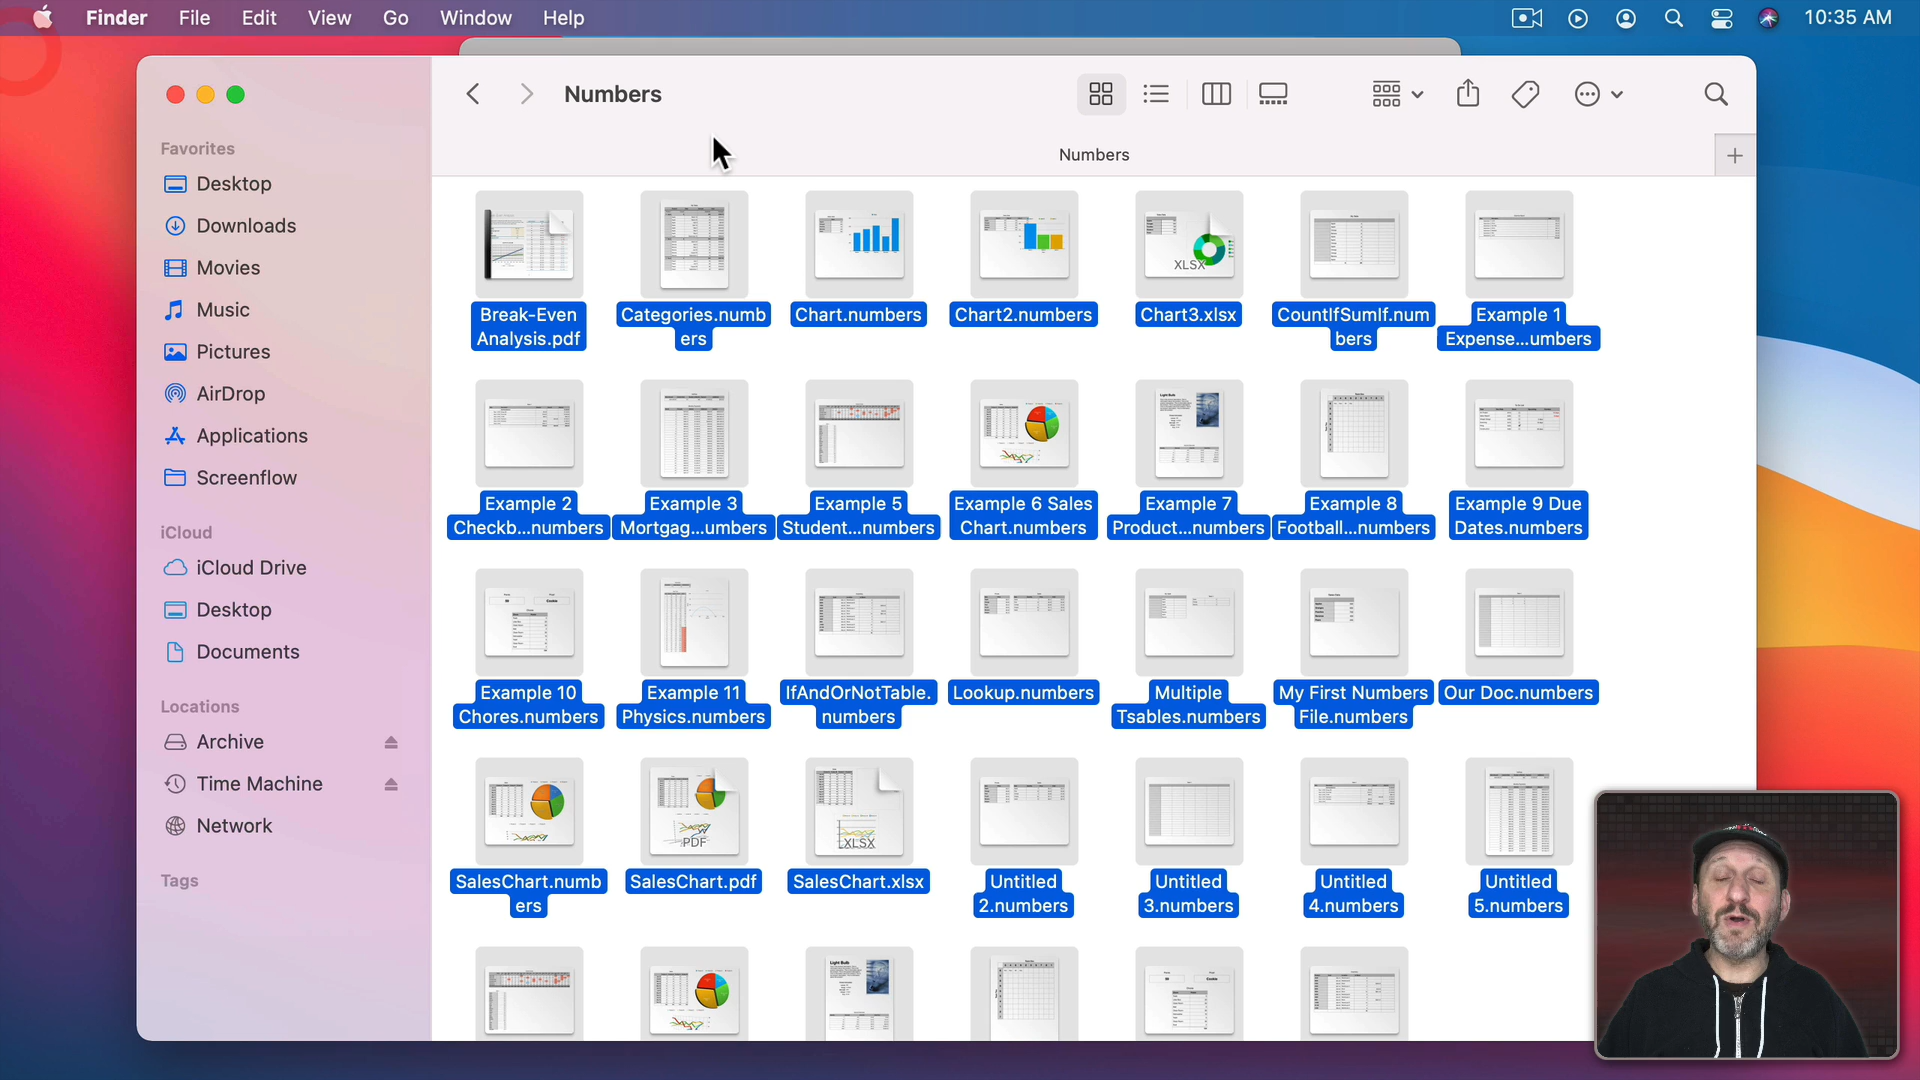 Finder File Edit View Go Window Help 10:35 AM
Numbers
Numbers
Favorites
Desktop
Downloads
Movies
Music
Pictures
AirDrop
Applications
Screenflow
iCloud
iCloud Drive
Desktop
Documents
Locations
Archive
Time Machine
Network
Tags
Break-Even
Analysis.pdf
Categories.numb
ers
Chart.numbers
Chart2.numbers
XLSX
Chart3.xlsx
CountIfSumIf.num
bers
Example 1
Expense...umbers
Example 2
Checkb...numbers
Example 3
Mortgag...umbers
Example 5
Student...numbers
Example 6 Sales
Chart.numbers
Light Bulb
Example 7
Product...numbers
Example 8
Football...numbers
Example 9 Due
Dates.numbers
Example 10
Chores.numbers
Example 11
Physics.numbers
IfAndOrNotTable.
numbers
Lookup.numbers
Multiple
Tsables.numbers
My First Numbers
File.numbers
Our Doc.numbers
SalesChart.numb
ers
PDF
SalesChart.pdf
XLSX
SalesChart.xlsx
Untitled
2.numbers
Untitled
3.numbers
Untitled
4.numbers
Untitled
5.numbers
Light Bulb